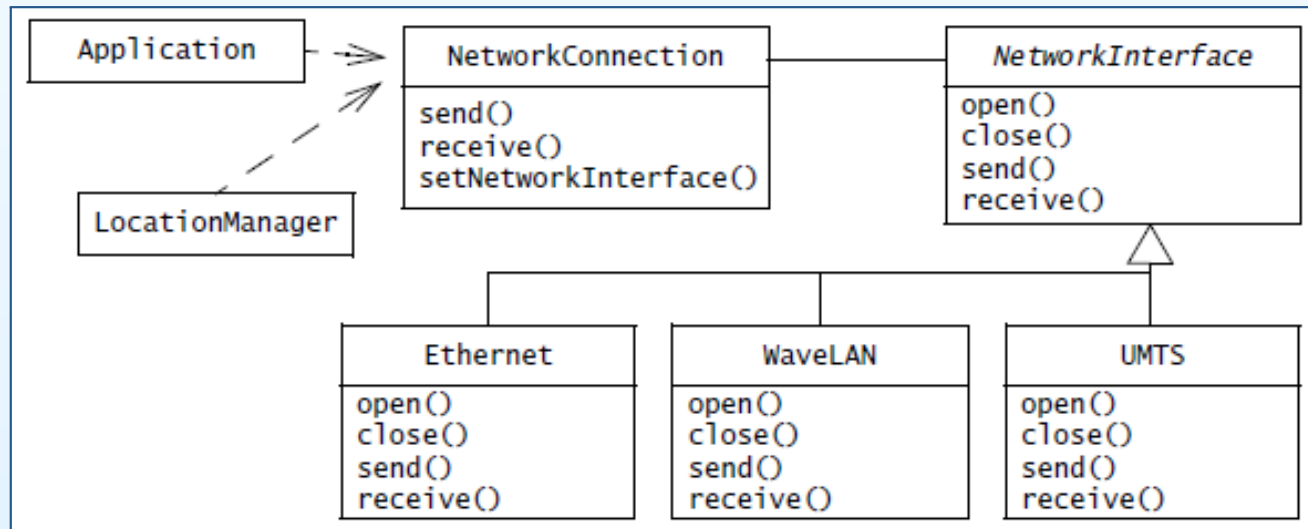 Application
NetworkConnection
send()
receive()
setNetworkInterface()
NetworkInterface
open()
close()
send()
receive()
LocationManager
Ethernet
open()
close()
send()
receive()
WaveLAN
open()
close()
send()
receive()
UMTS
open()
close()
send()
receive()